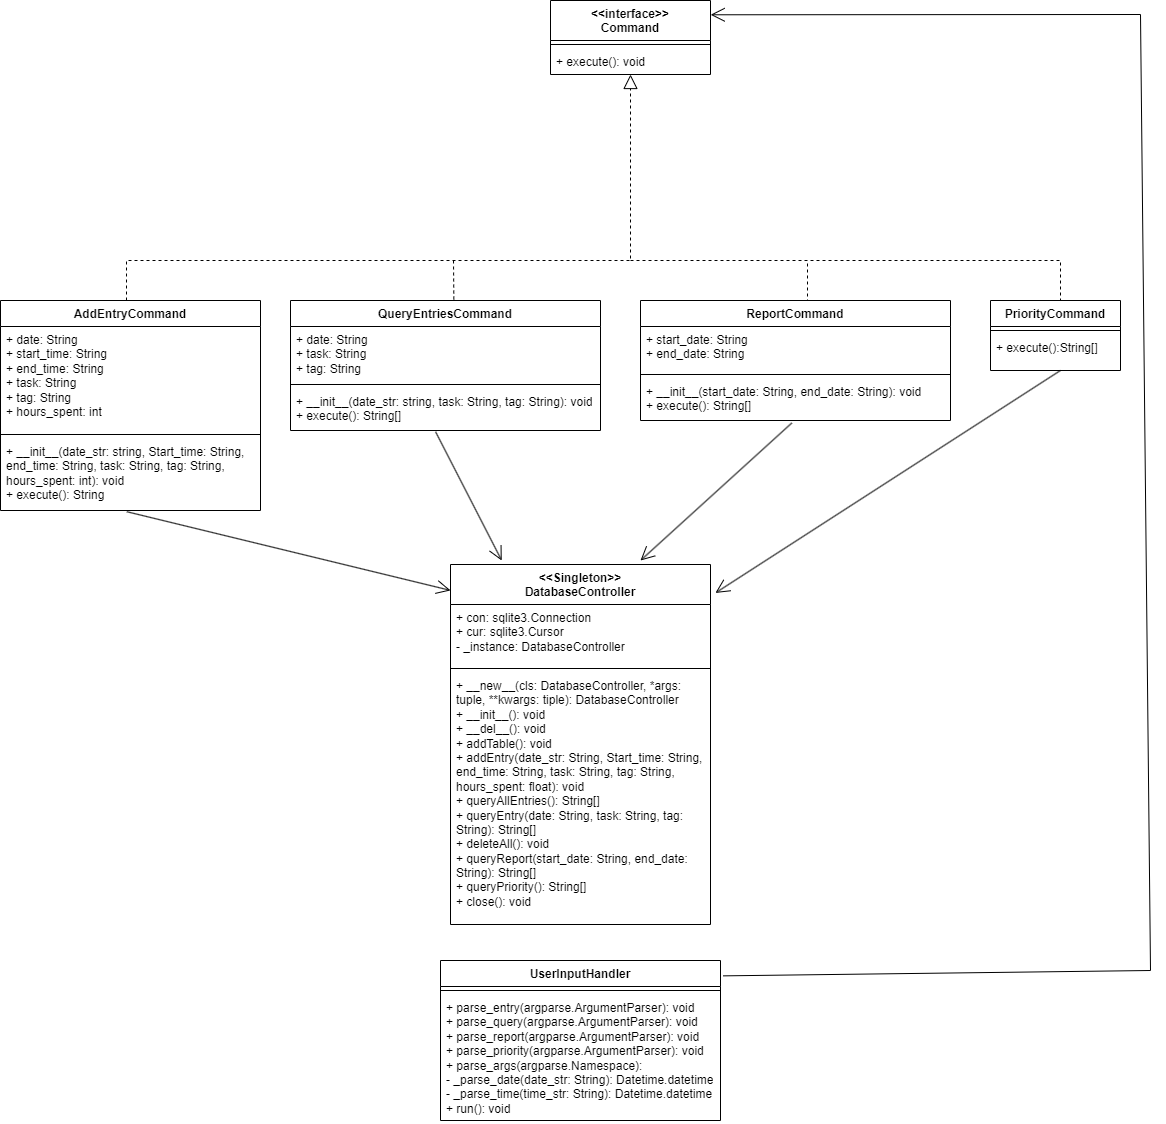 <<interface>>
Command
+ execute(): void
AddEntryCommand
+ date: String
+ start_time: String
+ end_time: String
+ task: String
+ tag: String
+ hours_spent: int
+ __init__(date_str: string, Start_time: String,
end_time: String, task: String, tag: String,
hours_spent: int): void
+ execute(): String
QueryEntriesCommand
+ date: String
+ task: String
+ tag: String
+ __init__(date_str: string, task: String, tag: String): void
+ execute(): String[]
ReportCommand
+ start_date: String
+ end_date: String
+ __init__(start_date: String, end_date: String): void
+ execute(): String[]
PriorityCommand
+ execute():String[]
<<Singleton>>
DatabaseController
+ con: sqlite3.Connection
+ cur: sqlite3.Cursor
- _instance: DatabaseController
+ __new__(cls: DatabaseController, *args:
tuple, **kwargs: tiple): DatabaseController
+ __init__(): void
+ __del__(): void
+ addTable(): void
+ addEntry(date_str: String, Start_time: String,
end_time: String, task: String, tag: String,
hours_spent: float): void
+ queryAllEntries(): String[]
+ queryEntry(date: String, task: String, tag:
String): String[]
+ deleteAll(): void
+ queryReport(start_date: String, end_date:
String): String[]
+ queryPriority(): String[]
+ close(): void
UserInputHandler
+ parse_entry(argparse.ArgumentParser): void
+ parse_query(argparse.ArgumentParser): void
+ parse_report(argparse.ArgumentParser): void
+ parse_priority(argparse.ArgumentParser): void
+ parse_args(argparse.Namespace):
- _parse_date(date_str: String): Datetime.datetime
- _parse_time(time_str: String): Datetime.datetime
+ run(): void